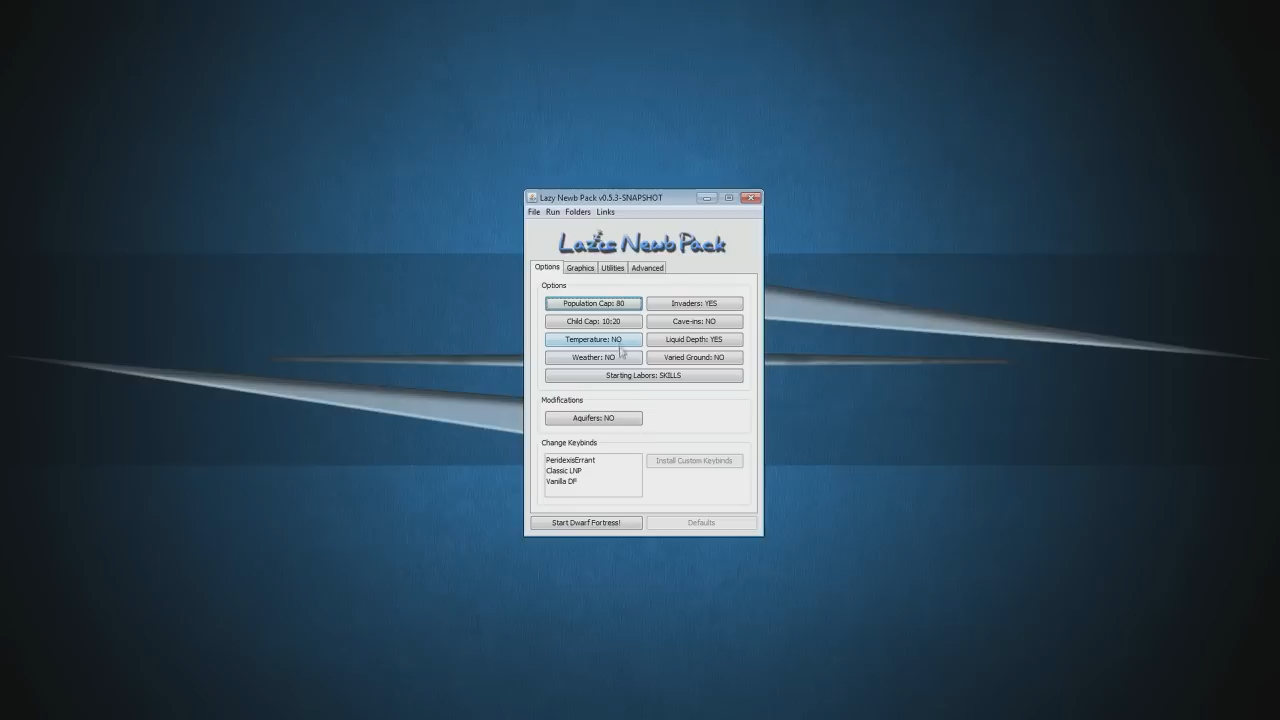 Lazy Newb Pack v0.5.3-SNAPSHOT
File Run Folders Links
Lazy Newb Pack
Options Graphics Utilities Advanced
Options
Population Cap: 80 Invaders: YES
Child Cap: 10:20 Cave-ins: NO
Temperature: NO Liquid Depth: YES
Weather: NO Varied Ground: NO
Starting Labors: SKILLS
Modifications
Aquifers: NO
Change Keybinds
PeridexisErrant Install Custom Keybinds
Classic LNP
Vanilla DF
Start Dwarf Fortress! Defaults